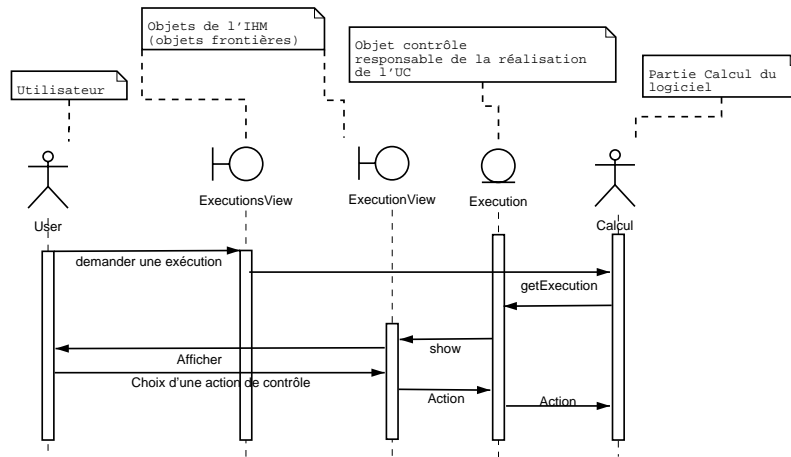 Objets de l'IHM
(objets frontières)
Objet contrôle
responsable de la réalisation
de l'UC
Utilisateur
Partie Calcul du
logiciel
User
ExecutionsView
ExecutionView
Execution
Calcul
demander une exécution
getExecution
show
Afficher
Choix d'une action de contrôle
Action
Action